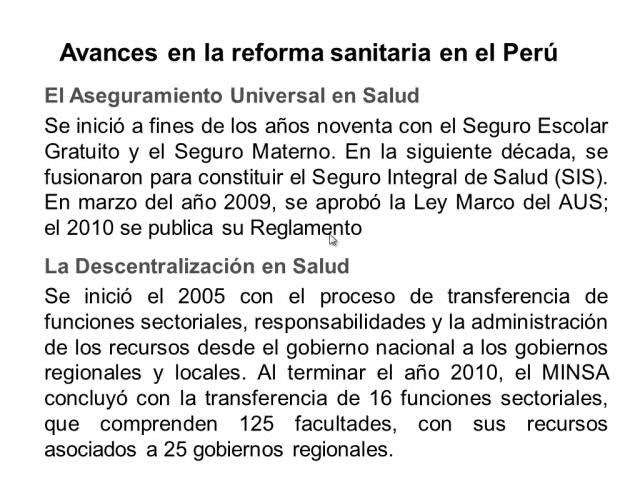 Avances en la reforma sanitaria en el Perú
El Aseguramiento Universal en Salud
Se inició a fines de los años noventa con el Seguro Escolar
Gratuito y el Seguro Materno. En la siguiente década, se
fusionaron para constituir el Seguro Integral de Salud (SIS).
En marzo del año 2009, se aprobó la Ley Marco del AUS;
el 2010 se publica su Reglamento
La Descentralización en Salud
Se inició el 2005 con el proceso de transferencia de
funciones sectoriales, responsabilidades y la administración
de los recursos desde el gobierno nacional a los gobiernos
regionales y locales. Al terminar el año 2010, el MINSA
concluyó con la transferencia de 16 funciones sectoriales,
que comprenden 125 facultades, con sus recursos
asociados a 25 gobiernos regionales.